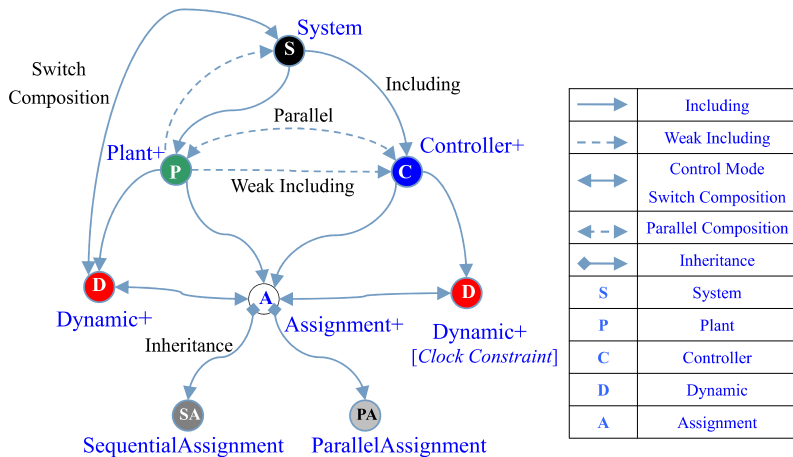 System
S
Switch
Composition
Including
Parallel
Plant+
Controller+
P
Weak Including
C
D
A
D
Dynamic+
Assignment+
Dynamic+
[Clock Constraint]
Inheritance
SA
PA
SequentialAssignment
ParallelAssignment
Including
Weak Including
Control Mode
Switch Composition
Parallel Composition
Inheritance
S System
P Plant
C Controller
D Dynamic
A Assignment